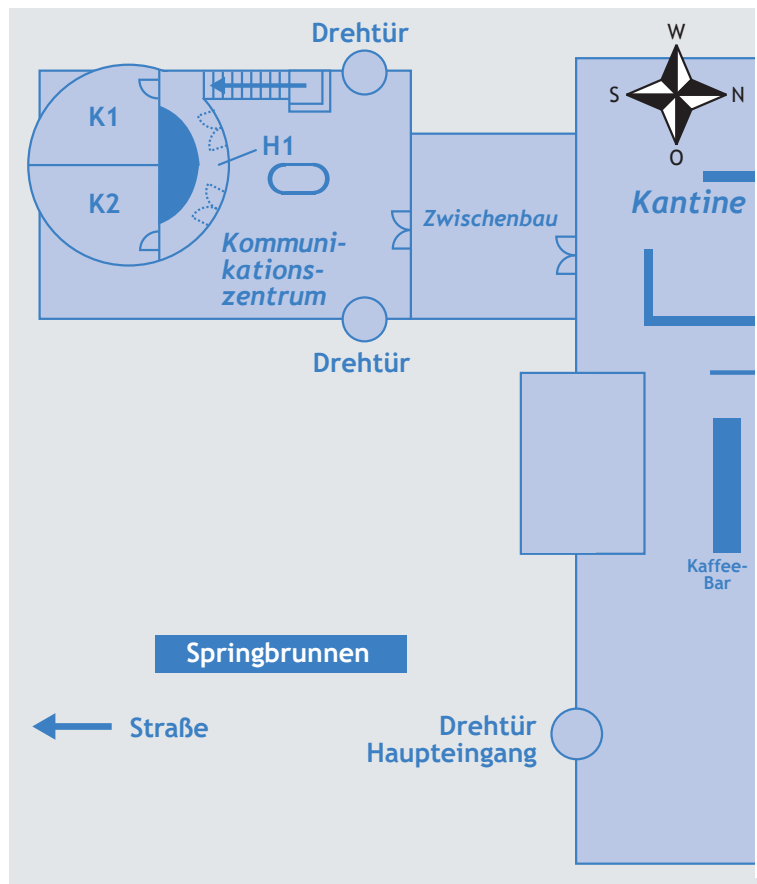 Drehtür
W
S
N
O
K1
H1
K2
Kantine
Zwischenbau
Kommuni-
kations-
zentrum
Drehtür
Kaffee-
Bar
Springbrunnen
Straße
Drehtür
Haupteingang